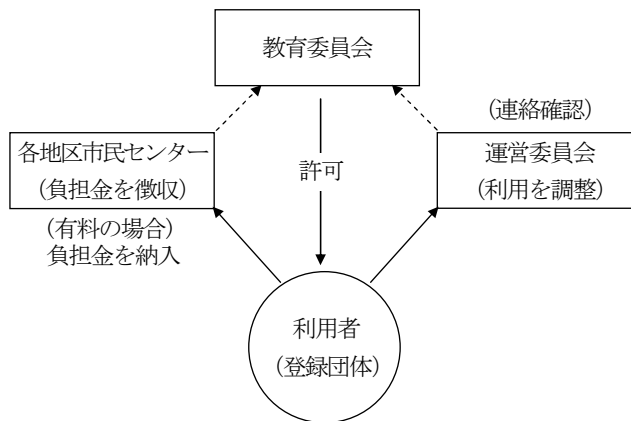 教育委員会
(連絡確認)
各地区市民センター
(負担金を徴収)
許可
運営委員会
(利用を調整)
(有料の場合)
負担金を納入
利用者
(登録団体)